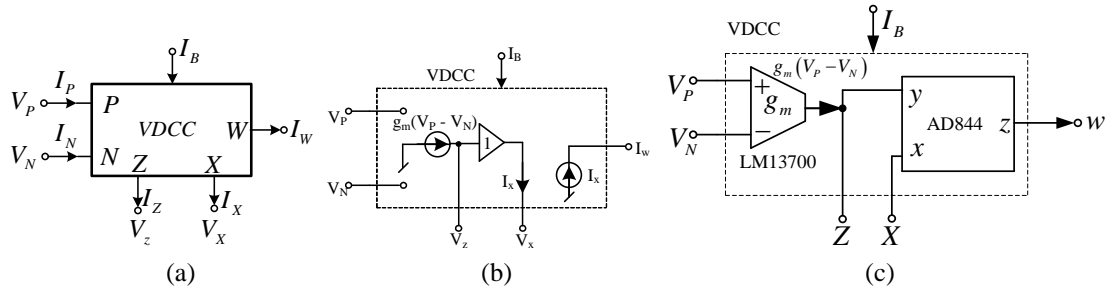 I_B
I_P
V_P
P
VDCC
W
I_W
I_N
V_N
N
Z
X
I_Z
I_X
V_z
V_X
(a)
I_B
VDCC
V_P
g_m(V_P - V_N)
1
I_w
V_N
I_x
I_x
V_z
V_x
(b)
I_B
VDCC
g_m(V_P-V_N)
V_P
+
g_m
y
AD844
z
w
V_N
−
x
LM13700
Z
X
(c)